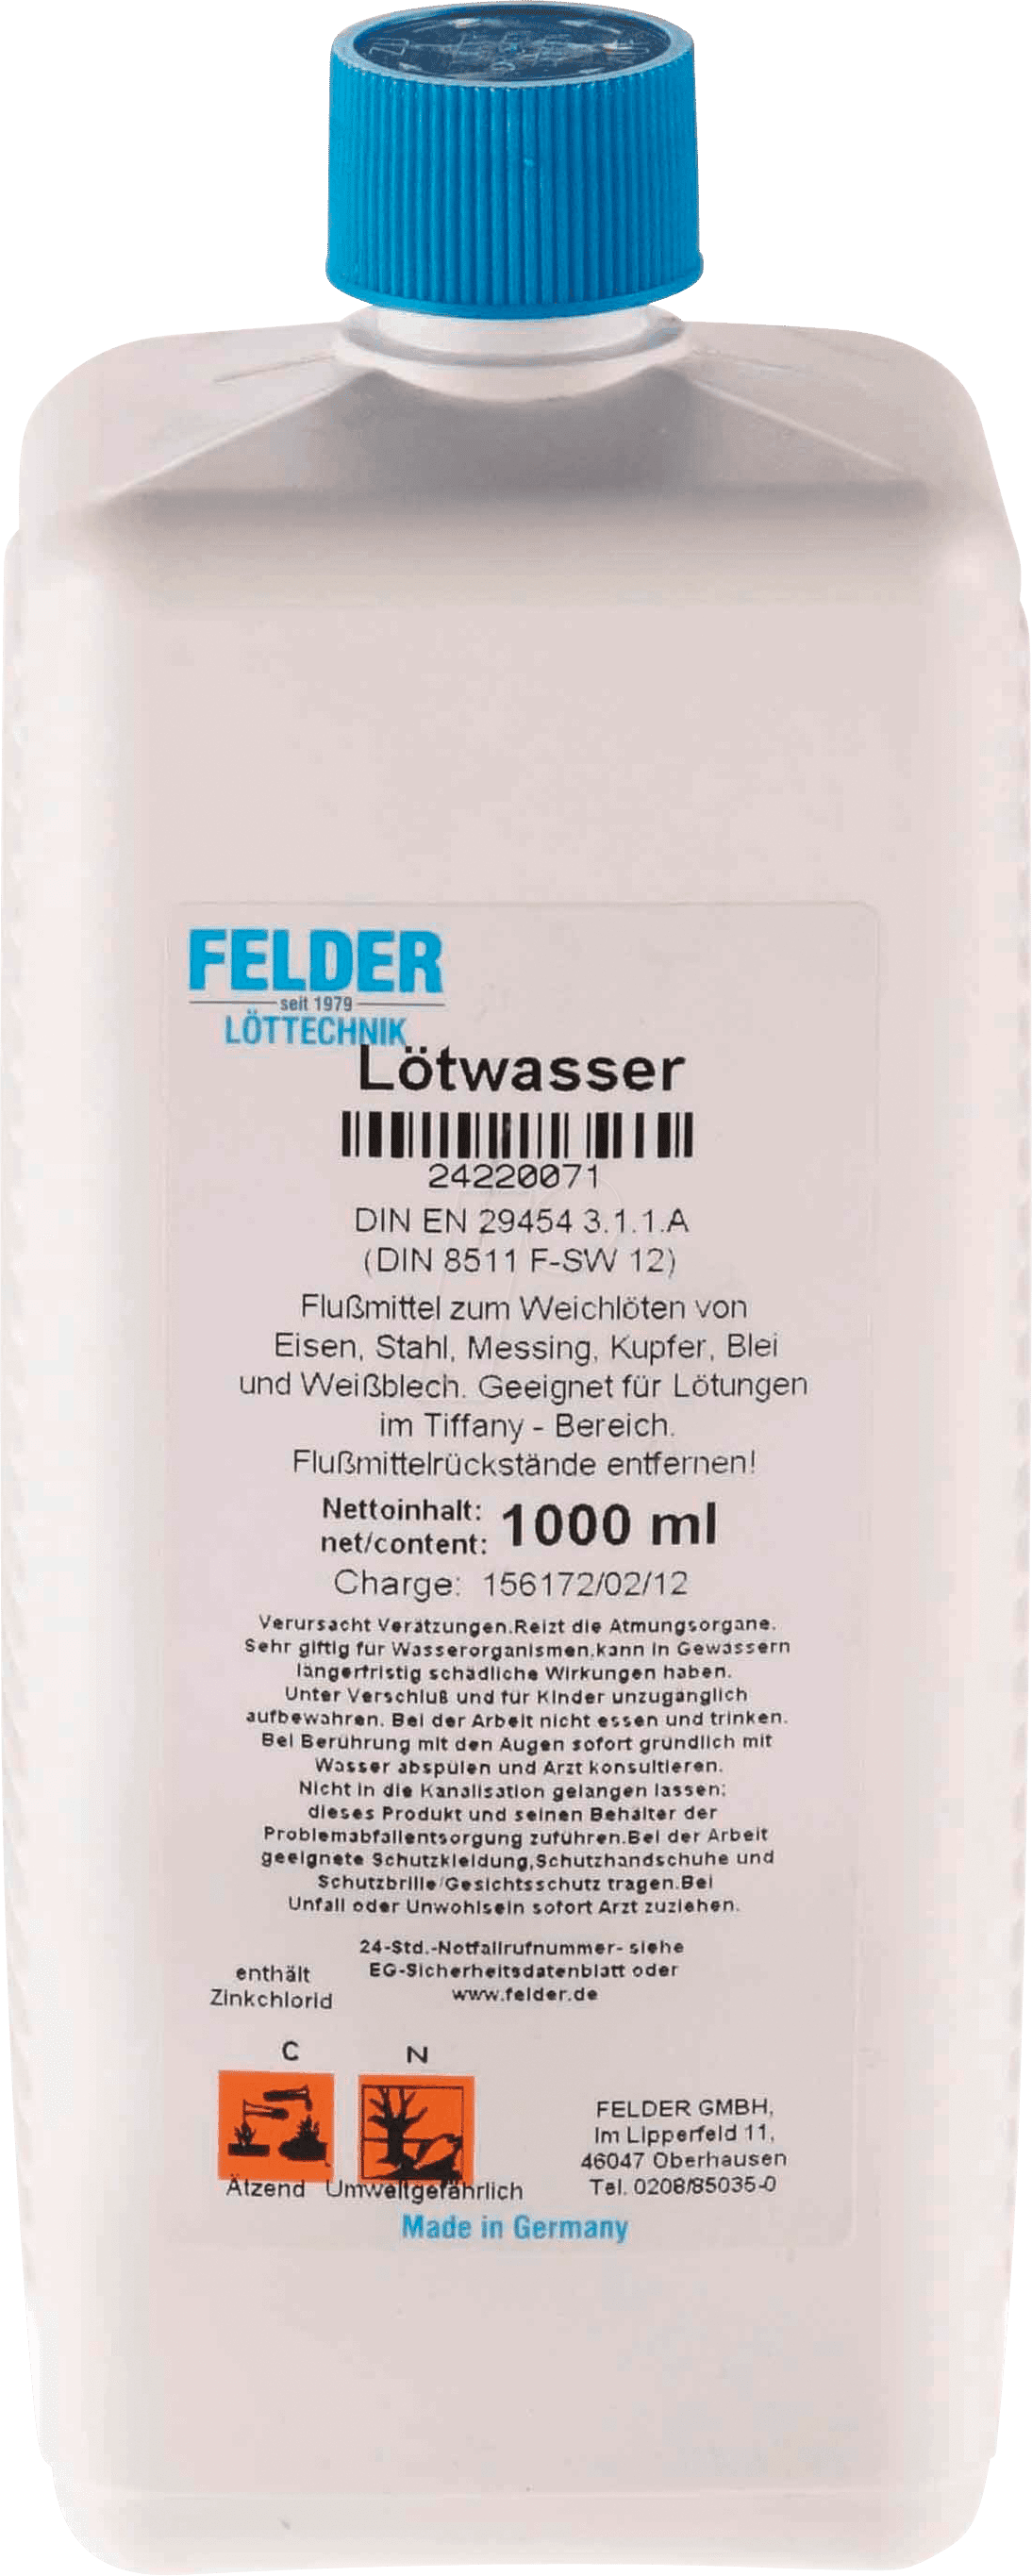 FELDER
seit 1979
LÖTTECHNIK
Lötwasser
24220071
DIN EN 29454 3.1.1.A
(DIN 8511 F-SW 12)
Flußmittel zum Weichlöten von
Eisen, Stahl, Messing, Kupfer, Blei
und Weißblech. Geeignet für Lötungen
im Tiffany - Bereich.
Flußmittelrückstände entfernen!
Nettoinhalt:
net/content: 1000 ml
Charge: 156172/02/12
Verursacht Verätzungen.Reizt die Atmungsorgane.
Sehr giftig für Wasserorganismen,kann in Gewässern
längerfristig schädliche Wirkungen haben.
Unter Verschluß und für Kinder unzugänglich
aufbewahren. Bei der Arbeit nicht essen und trinken.
Bei Berührung mit den Augen sofort gründlich mit
Wasser abspülen und Arzt konsultieren.
Nicht in die Kanalisation gelangen lassen;
dieses Produkt und seinen Behälter der
Problemabfallentsorgung zuführen.Bei der Arbeit
geeignete Schutzkleidung,Schutzhandschuhe und
Schutzbrille/Gesichtsschutz tragen.Bei
Unfall oder Unwohlsein sofort Arzt zuziehen.
24-Std.-Notfallrufnummer- siehe
EG-Sicherheitsdatenblatt oder
www.felder.de
enthält
Zinkchlorid
C N
Ätzend Umweltgefährlich
FELDER GMBH,
Im Lipperfeld 11,
46047 Oberhausen
Tel. 0208/85035-0
Made in Germany